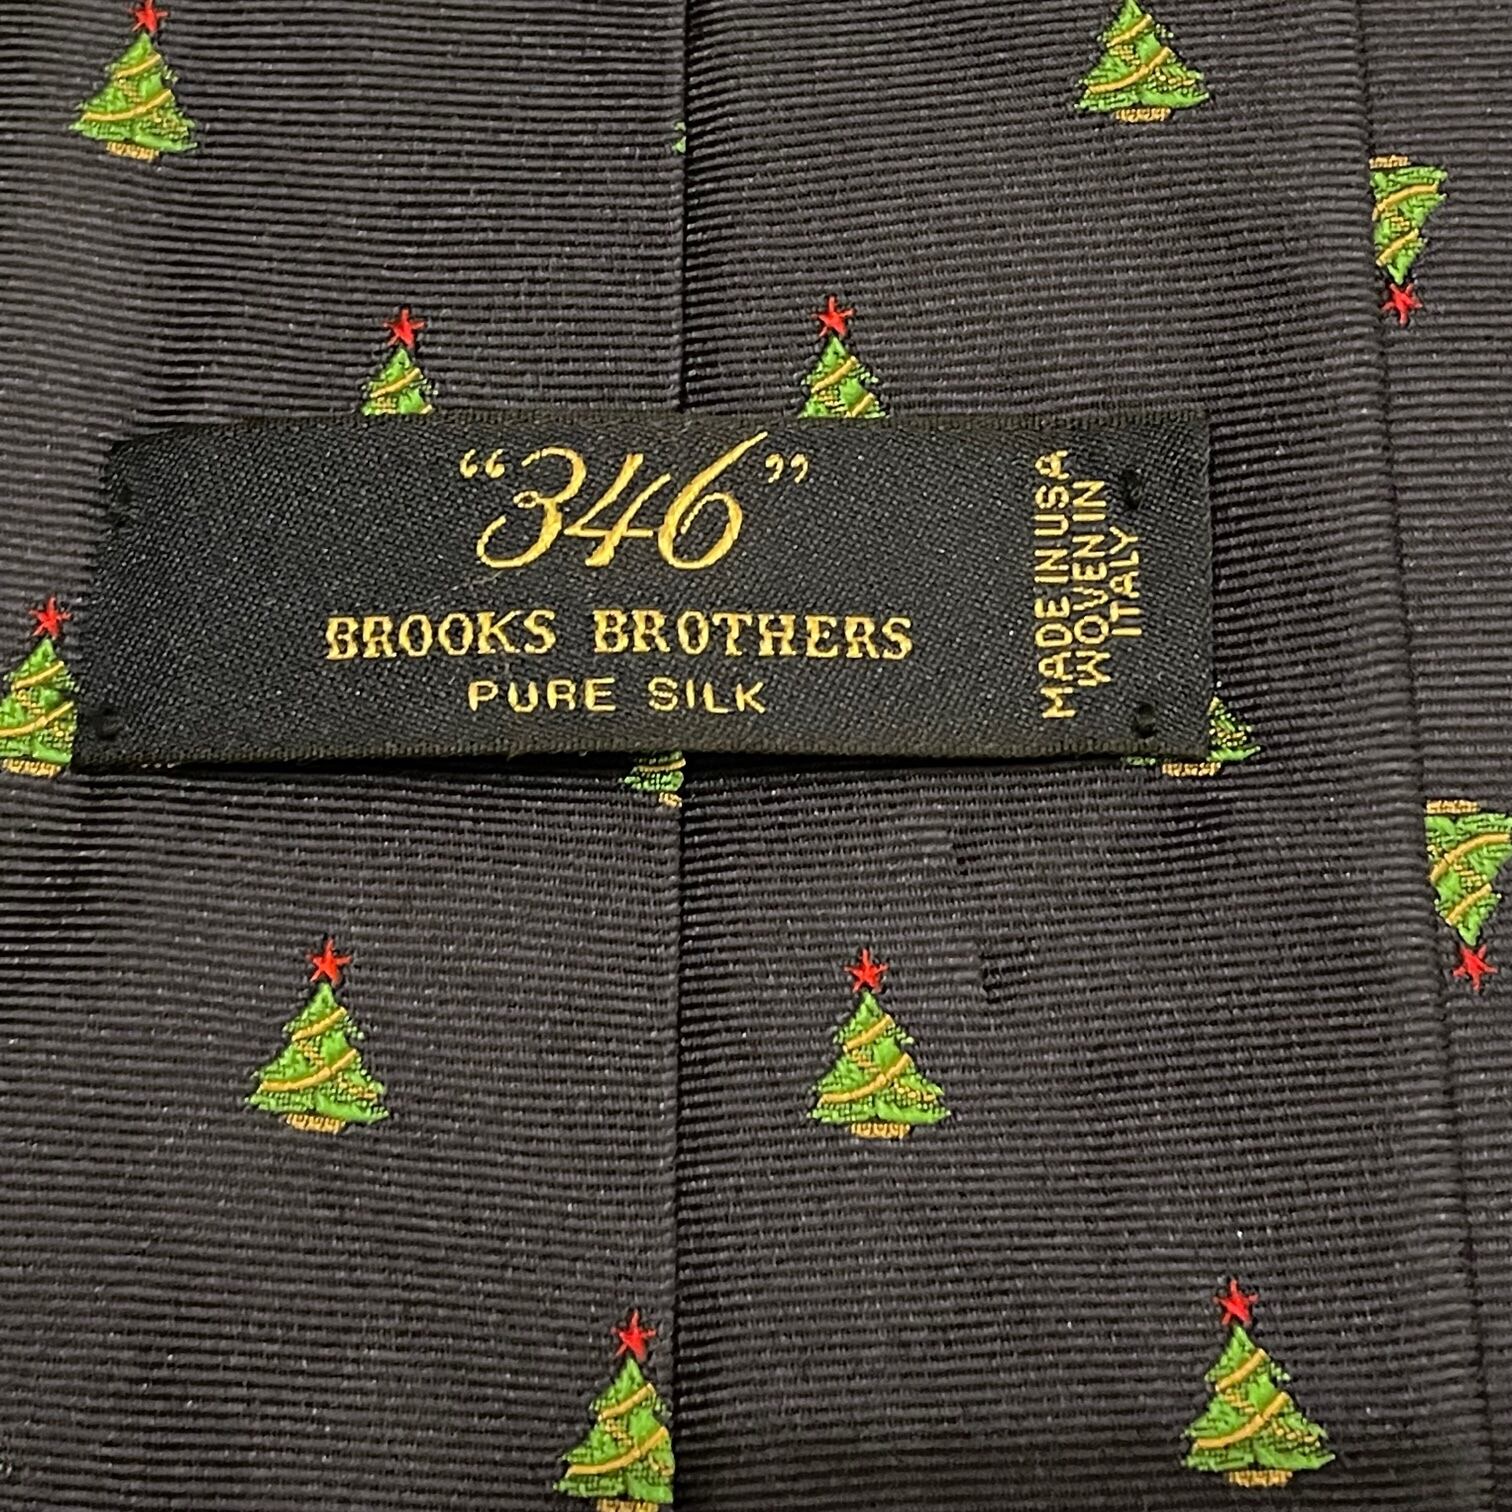 “346”
BROOKS BROTHERS
PURE SILK
MADE IN USA
WOVEN IN
ITALY